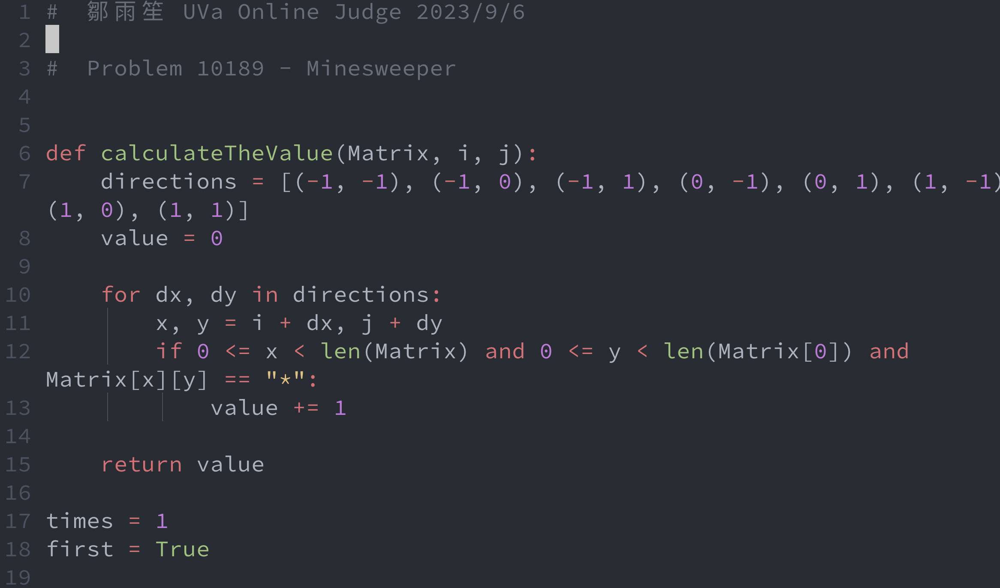 1 #  鄒雨笙 UVa Online Judge 2023/9/6
2
3 #  Problem 10189 - Minesweeper
4
5
6 def calculateTheValue(Matrix, i, j):
7     directions = [(-1, -1), (-1, 0), (-1, 1), (0, -1), (0, 1), (1, -1)
(1, 0), (1, 1)]
8     value = 0
9
10     for dx, dy in directions:
11         x, y = i + dx, j + dy
12         if 0 <= x < len(Matrix) and 0 <= y < len(Matrix[0]) and
Matrix[x][y] == "*":
13             value += 1
14
15     return value
16
17 times = 1
18 first = True
19